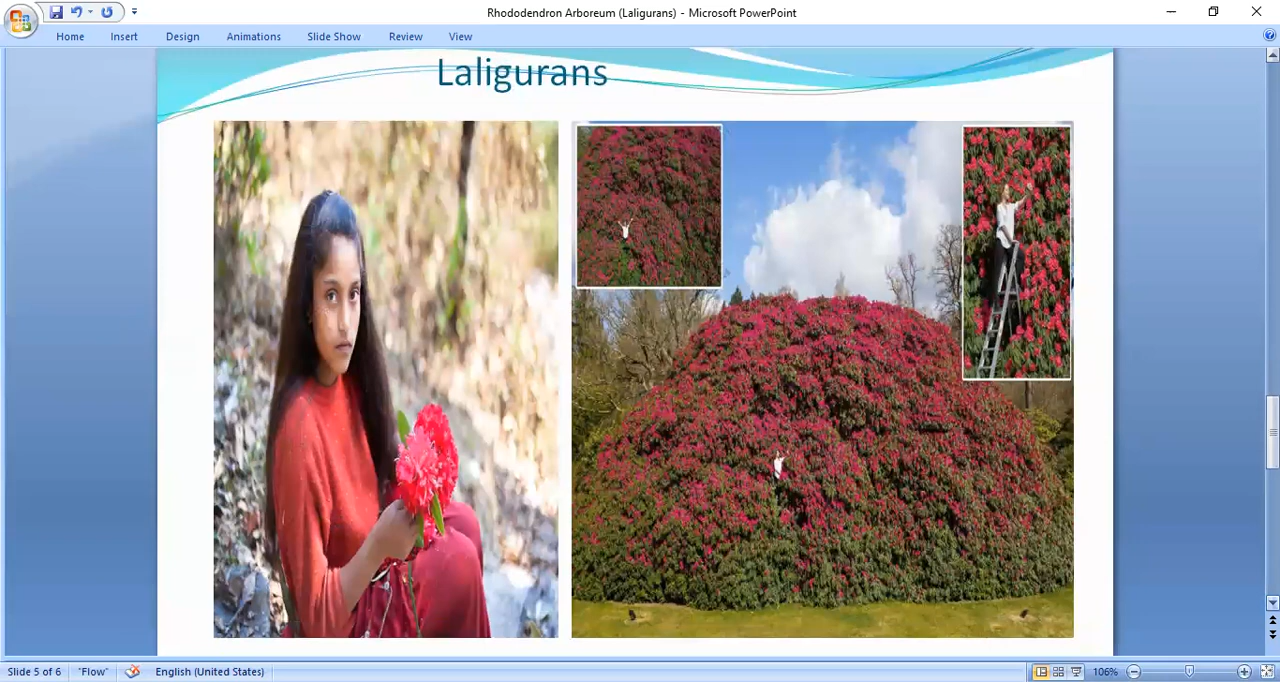 Rhododendron Arboreum (Laligurans) - Microsoft PowerPoint
Home Insert Design Animations Slide Show Review View
Laligurans
Slide 5 of 6 "Flow" English (United States) 106%